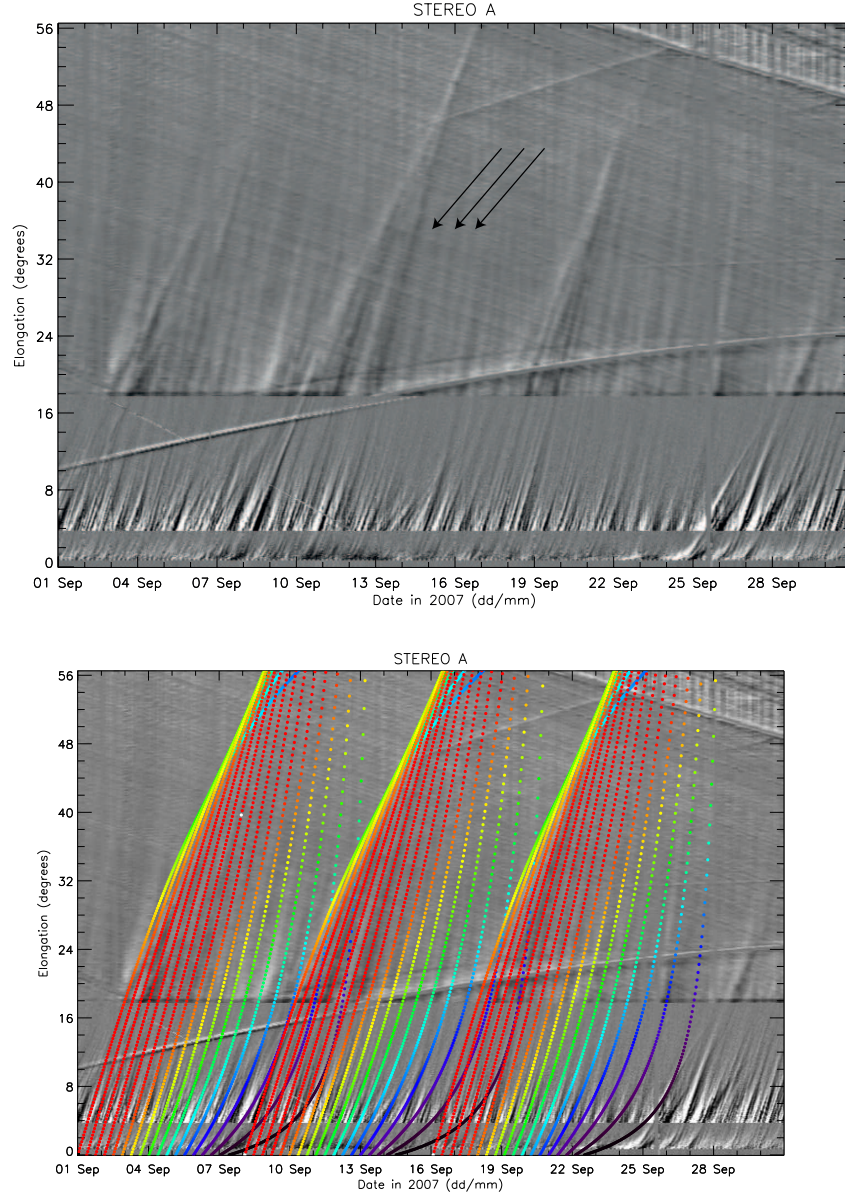 STEREO A
56
48
40
32
24
16
8
0
Elongation (degrees)
01 Sep 04 Sep 07 Sep 10 Sep 13 Sep 16 Sep 19 Sep 22 Sep 25 Sep 28 Sep
Date in 2007 (dd/mm)
STEREO A
56
48
40
32
24
16
8
0
Elongation (degrees)
01 Sep 04 Sep 07 Sep 10 Sep 13 Sep 16 Sep 19 Sep 22 Sep 25 Sep 28 Sep
Date in 2007 (dd/mm)